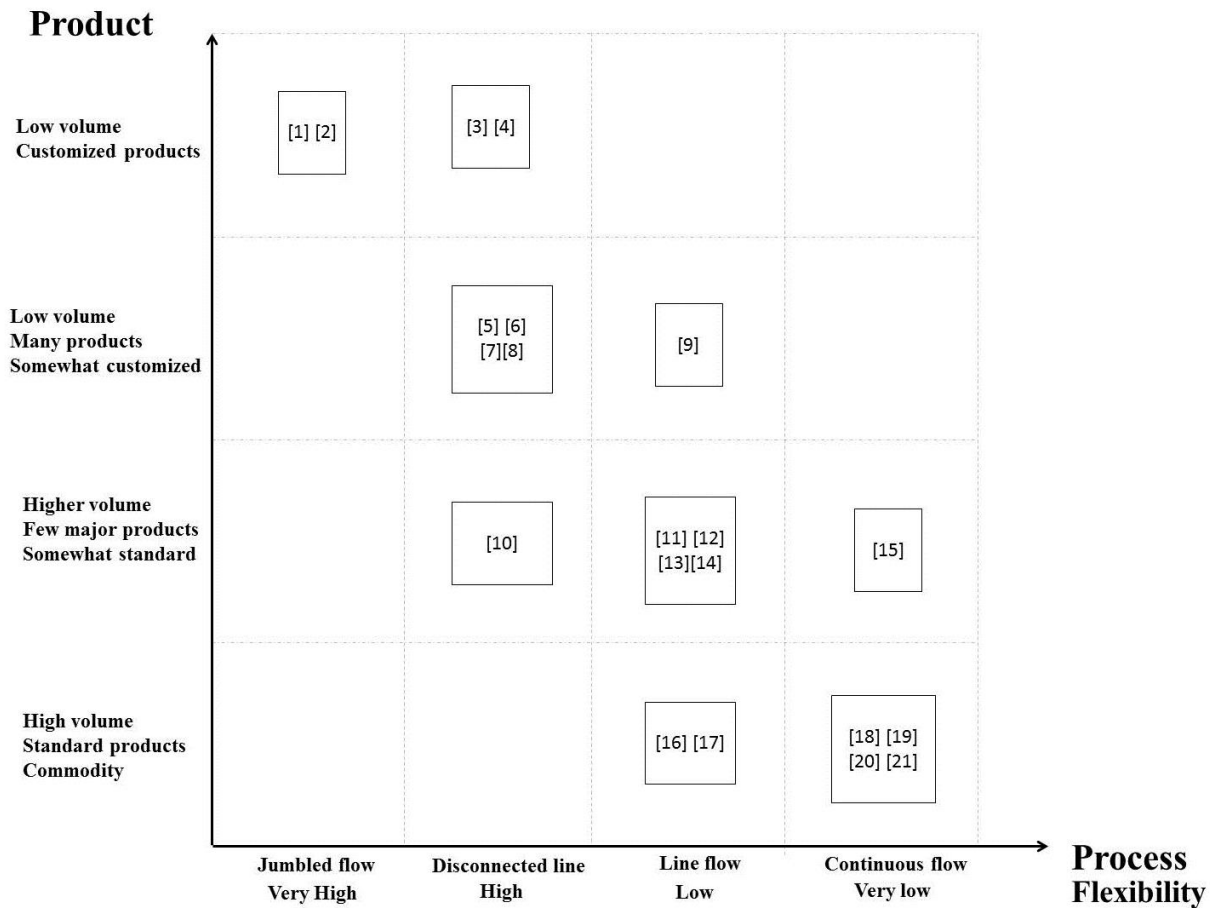 Product
Low volume
Customized products
[1] [2]
[3] [4]
Low volume
Many products
Somewhat customized
[5] [6]
[7][8]
[9]
Higher volume
Few major products
Somewhat standard
[10]
[11] [12]
[13][14]
[15]
High volume
Standard products
Commodity
[16] [17]
[18] [19]
[20] [21]
Jumbled flow
Very High
Disconnected line
High
Line flow
Low
Continuous flow
Very low
Process
Flexibility